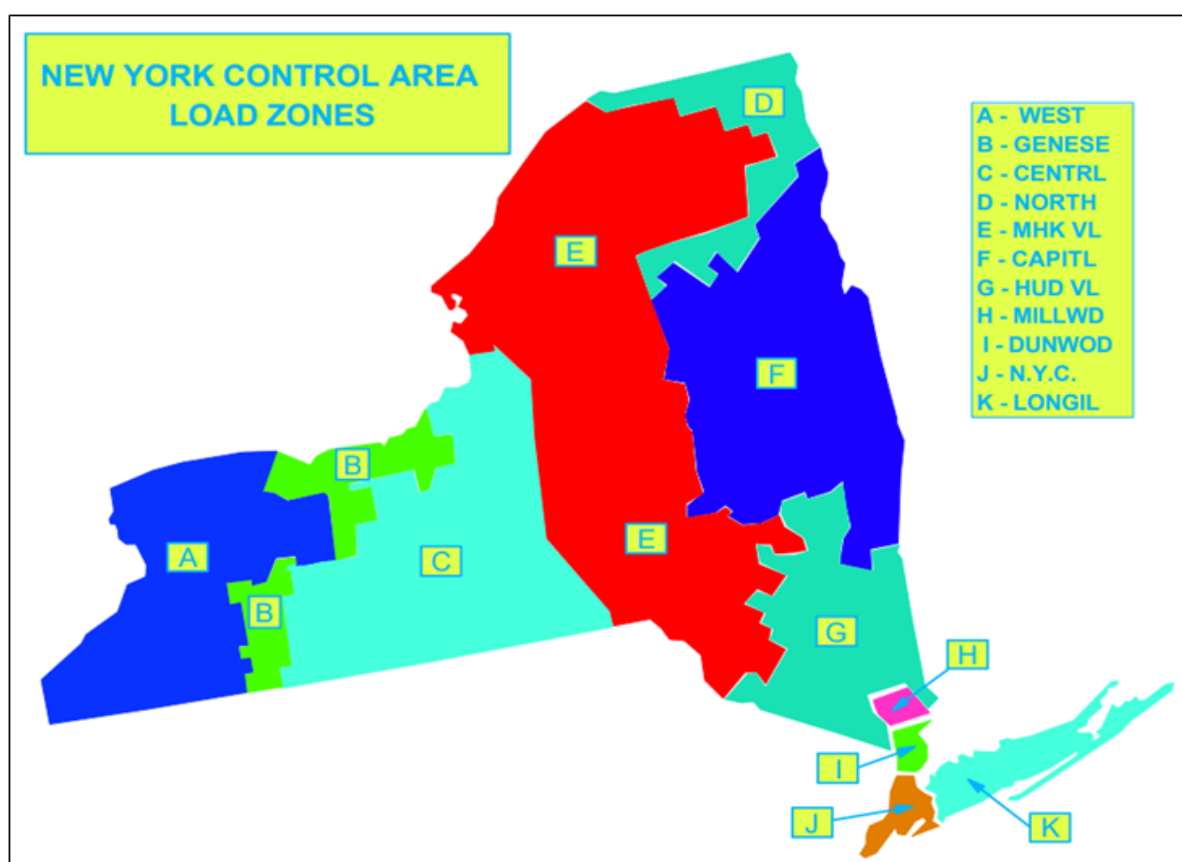 NEW YORK CONTROL AREA
LOAD ZONES
D
A - WEST
B - GENESE
C - CENTRL
D - NORTH
E - MHK VL
F - CAPITL
G - HUD VL
H - MILLWD
I - DUNWOD
J - N.Y.C.
K - LONGIL
E
F
B
E
A
C
B
G
H
I
J
K